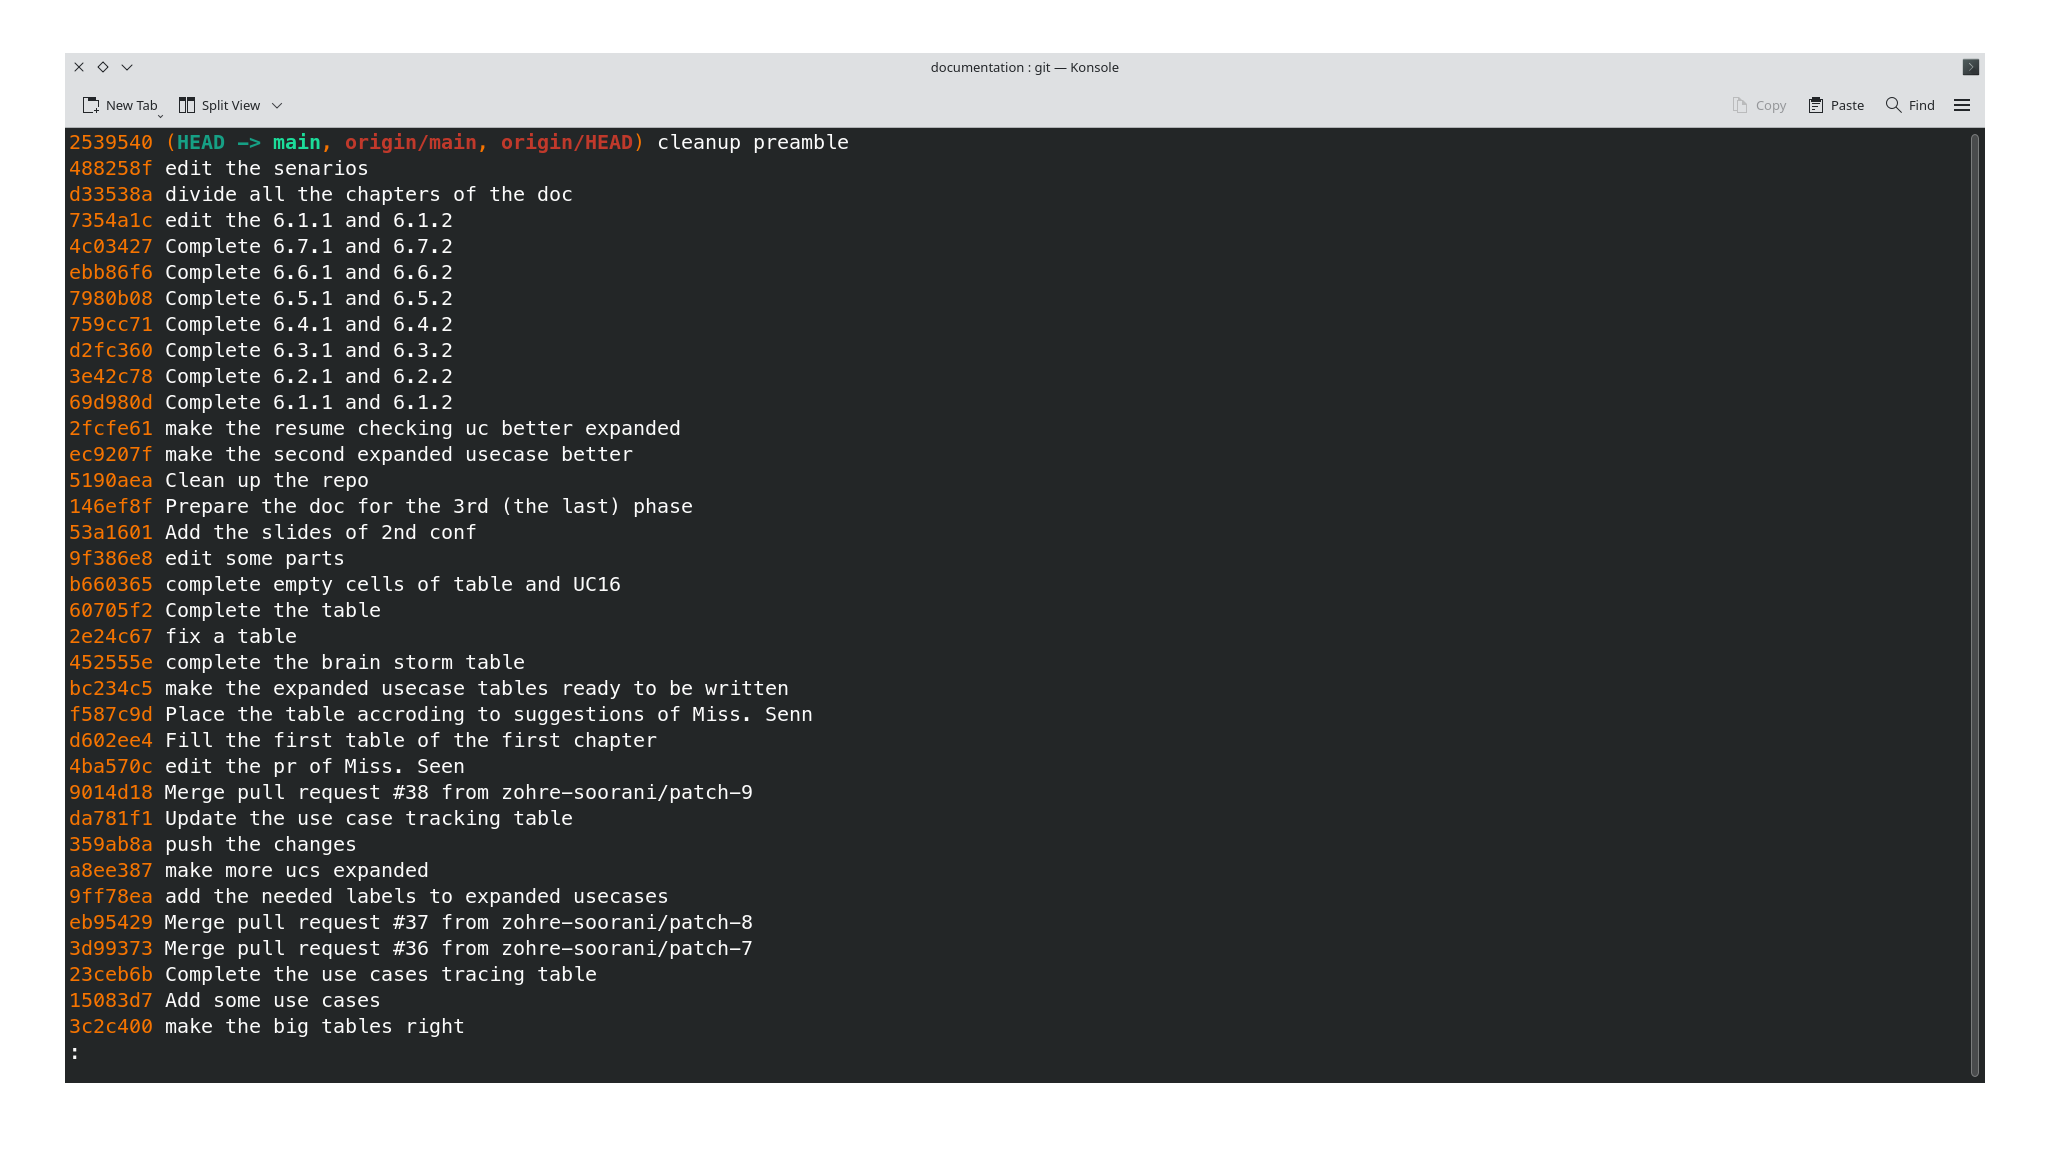 documentation : git — Konsole
New Tab Split View Copy Paste Find
2539540 (HEAD -> main, origin/main, origin/HEAD) cleanup preamble
488258f edit the senarios
d33538a divide all the chapters of the doc
7354a1c edit the 6.1.1 and 6.1.2
4c03427 Complete 6.7.1 and 6.7.2
ebb86f6 Complete 6.6.1 and 6.6.2
7980b08 Complete 6.5.1 and 6.5.2
759cc71 Complete 6.4.1 and 6.4.2
d2fc360 Complete 6.3.1 and 6.3.2
3e42c78 Complete 6.2.1 and 6.2.2
69d980d Complete 6.1.1 and 6.1.2
2fcfe61 make the resume checking uc better expanded
ec9207f make the second expanded usecase better
5190aea Clean up the repo
146ef8f Prepare the doc for the 3rd (the last) phase
53a1601 Add the slides of 2nd conf
9f386e8 edit some parts
b660365 complete empty cells of table and UC16
60705f2 Complete the table
2e24c67 fix a table
452555e complete the brain storm table
bc234c5 make the expanded usecase tables ready to be written
f587c9d Place the table accroding to suggestions of Miss. Senn
d602ee4 Fill the first table of the first chapter
4ba570c edit the pr of Miss. Seen
9014d18 Merge pull request #38 from zohre-soorani/patch-9
da781f1 Update the use case tracking table
359ab8a push the changes
a8ee387 make more ucs expanded
9ff78ea add the needed labels to expanded usecases
eb95429 Merge pull request #37 from zohre-soorani/patch-8
3d99373 Merge pull request #36 from zohre-soorani/patch-7
23ceb6b Complete the use cases tracing table
15083d7 Add some use cases
3c2c400 make the big tables right
: